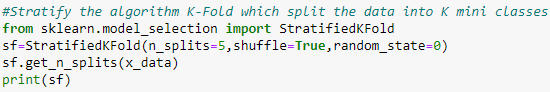 #Stratify the algorithm K-Fold which split the data into K mini classes
from sklearn.model_selection import StratifiedKFold
sf=StratifiedKFold(n_splits=5,shuffle=True,random_state=0)
sf.get_n_splits(x_data)
print(sf)